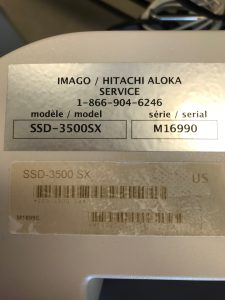 IMAGO / HITACHI ALOKA
SERVICE
1-866-904-6246
modèle / model série / serial
SSD-3500SX M16990
SSD-3500 SX US
M16990